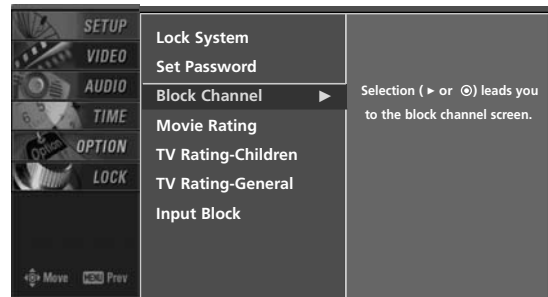 SETUP
VIDEO
AUDIO
TIME
OPTION
LOCK
Move MENU Prev
Lock System
Set Password
Block Channel ►
Movie Rating
TV Rating-Children
TV Rating-General
Input Block
Selection ( ► or ◉) leads you
to the block channel screen.